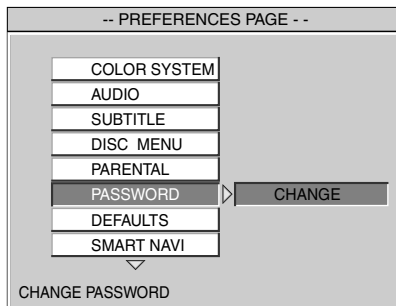 -- PREFERENCES PAGE - -
COLOR SYSTEM
AUDIO
SUBTITLE
DISC MENU
PARENTAL
PASSWORD CHANGE
DEFAULTS
SMART NAVI
CHANGE PASSWORD